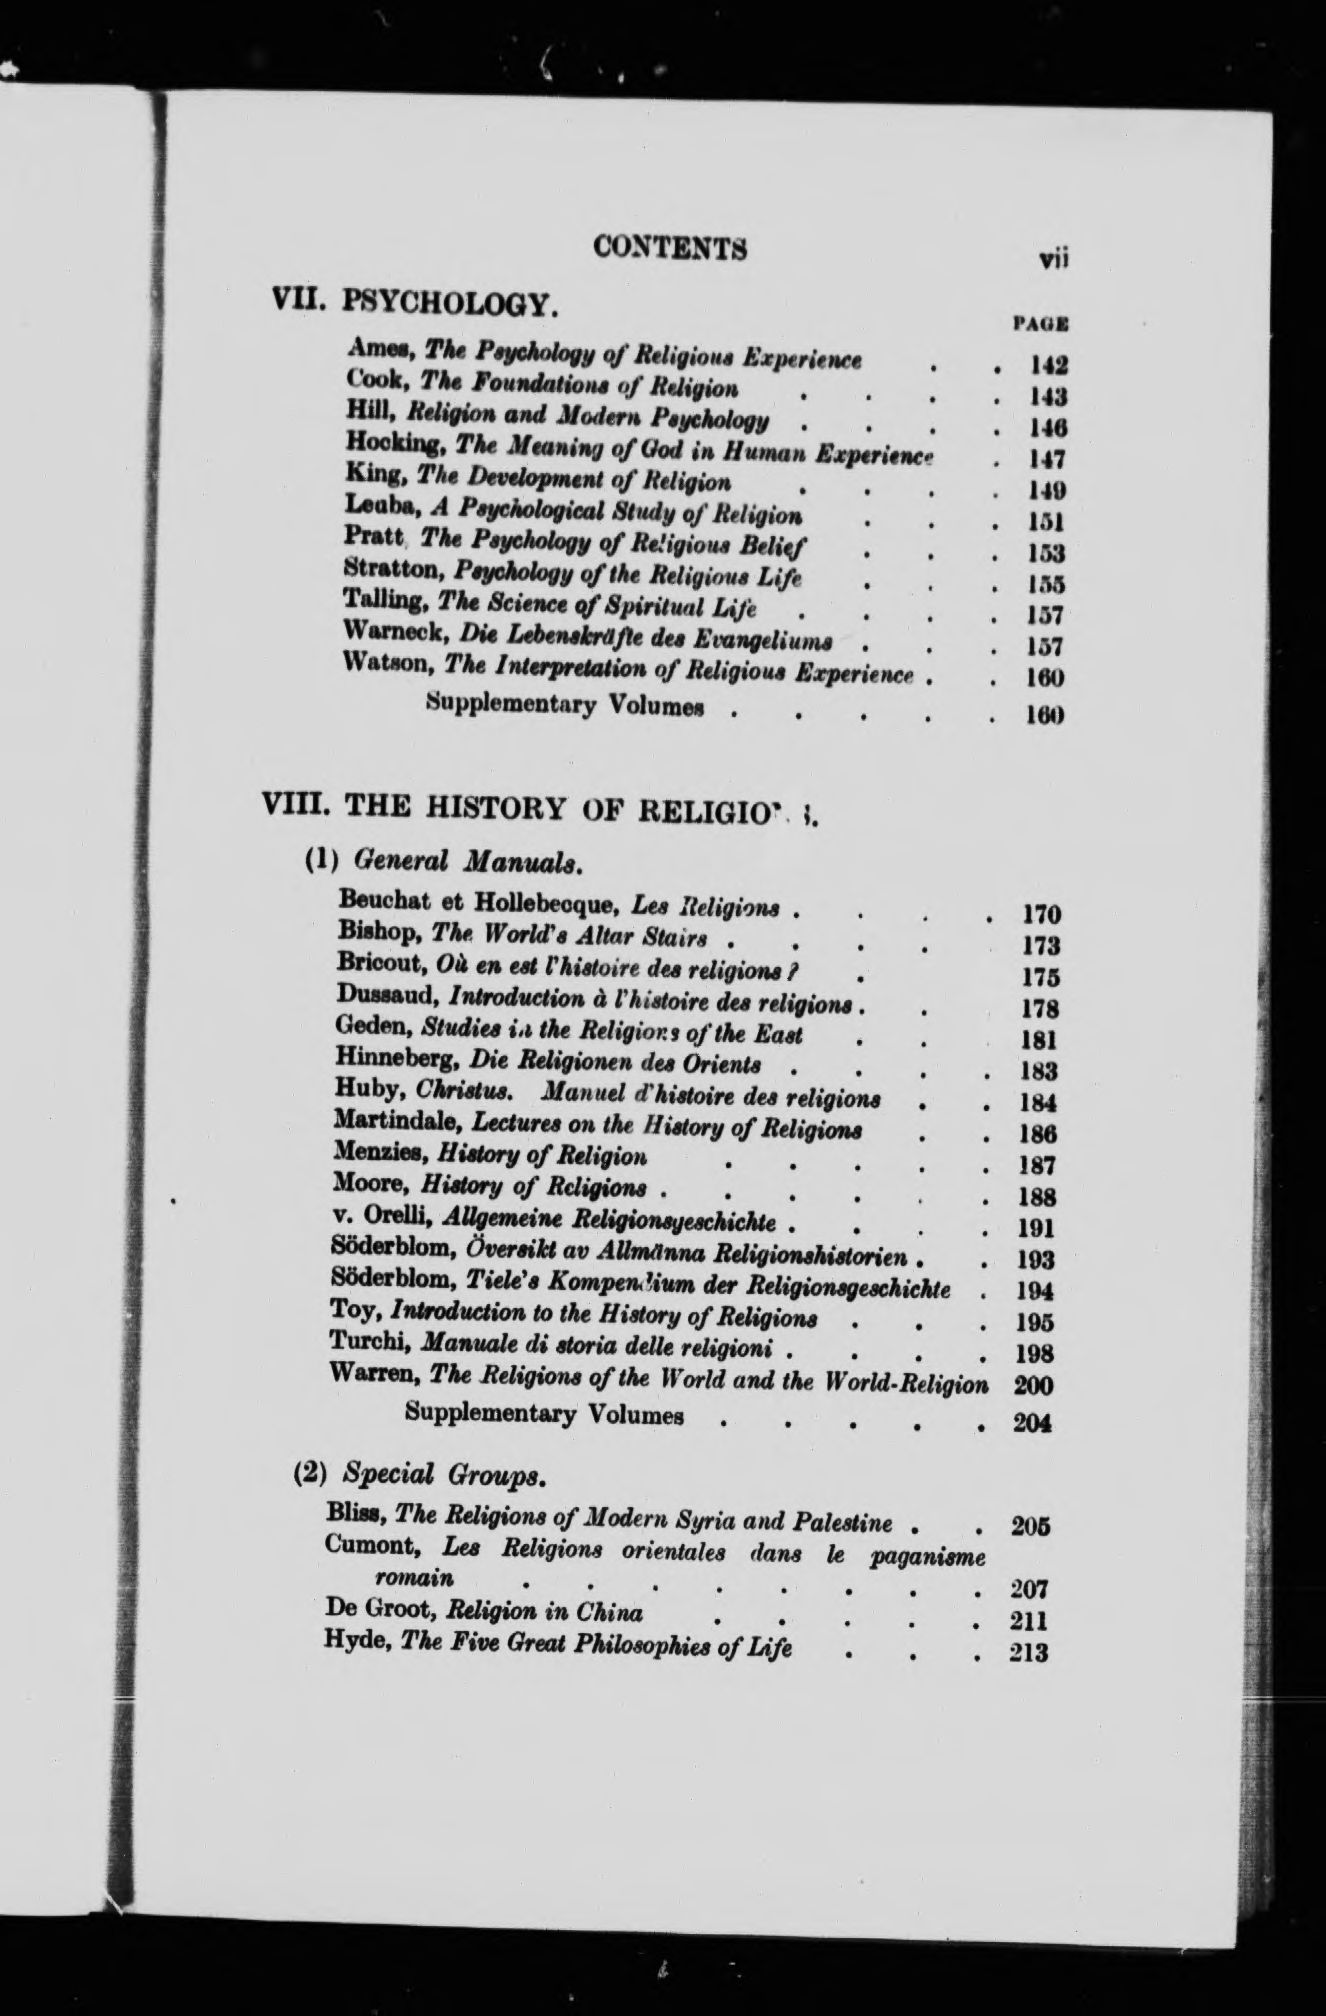 CONTENTS vii
VII. PSYCHOLOGY.
PAGE
Ames, The Psychology of Religious Experience . . 142
Cook, The Foundations of Religion . . . . 143
Hill, Religion and Modern Psychology . . . . 146
Hocking, The Meaning of God in Human Experience . 147
King, The Development of Religion . . . . 149
Leuba, A Psychological Study of Religion . . . 151
Pratt, The Psychology of Religious Belief . . . 153
Stratton, Psychology of the Religious Life . . . 155
Talling, The Science of Spiritual Life . . . . 157
Warneck, Die Lebenskräfte des Evangeliums . . . 157
Watson, The Interpretation of Religious Experience . . 160
Supplementary Volumes . . . . . 160
VIII. THE HISTORY OF RELIGIONS.
(1) General Manuals.
Beuchat et Hollebecque, Les Religions . . . . 170
Bishop, The World's Altar Stairs . . . . 173
Bricout, Où en est l'histoire des religions? . 175
Dussaud, Introduction à l'histoire des religions . . 178
Geden, Studies in the Religions of the East . . 181
Hinneberg, Die Religionen des Orients . . . . 183
Huby, Christus. Manuel d'histoire des religions . . 184
Martindale, Lectures on the History of Religions . . 186
Menzies, History of Religion . . . . . 187
Moore, History of Religions . . . . . . 188
v. Orelli, Allgemeine Religionsgeschichte . . . . 191
Söderblom, Översikt av Allmänna Religionshistorien . . 193
Söderblom, Tiele's Kompendium der Religionsgeschichte . 194
Toy, Introduction to the History of Religions . . . 195
Turchi, Manuale di storia delle religioni . . . . 198
Warren, The Religions of the World and the World-Religion 200
Supplementary Volumes . . . . . 204
(2) Special Groups.
Bliss, The Religions of Modern Syria and Palestine . . 205
Cumont, Les Religions orientales dans le paganisme
romain . . . . . . . . 207
De Groot, Religion in China . . . . . 211
Hyde, The Five Great Philosophies of Life . . . 213